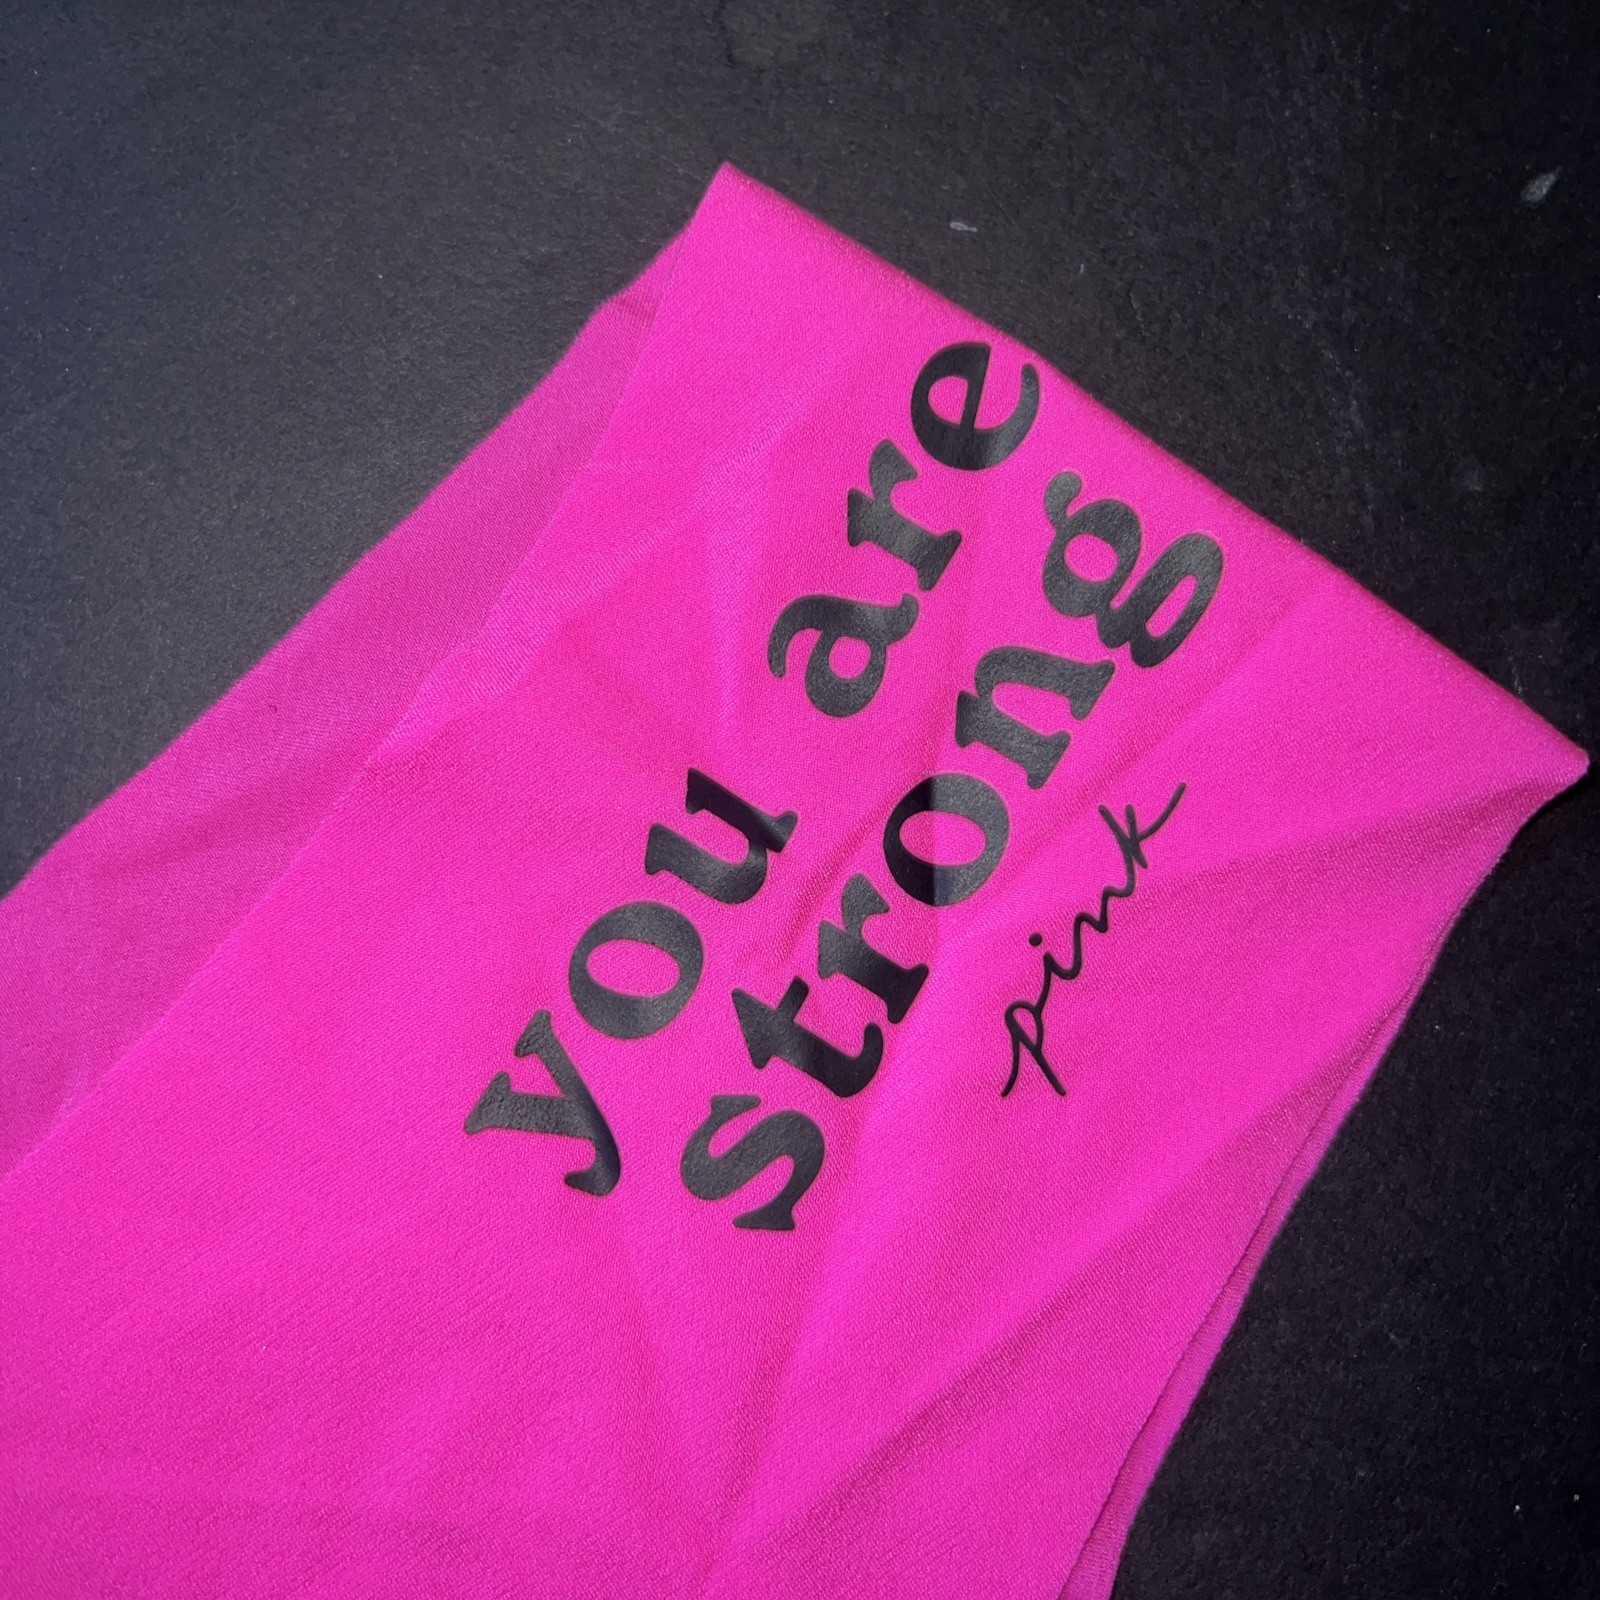 you are
strong
pink